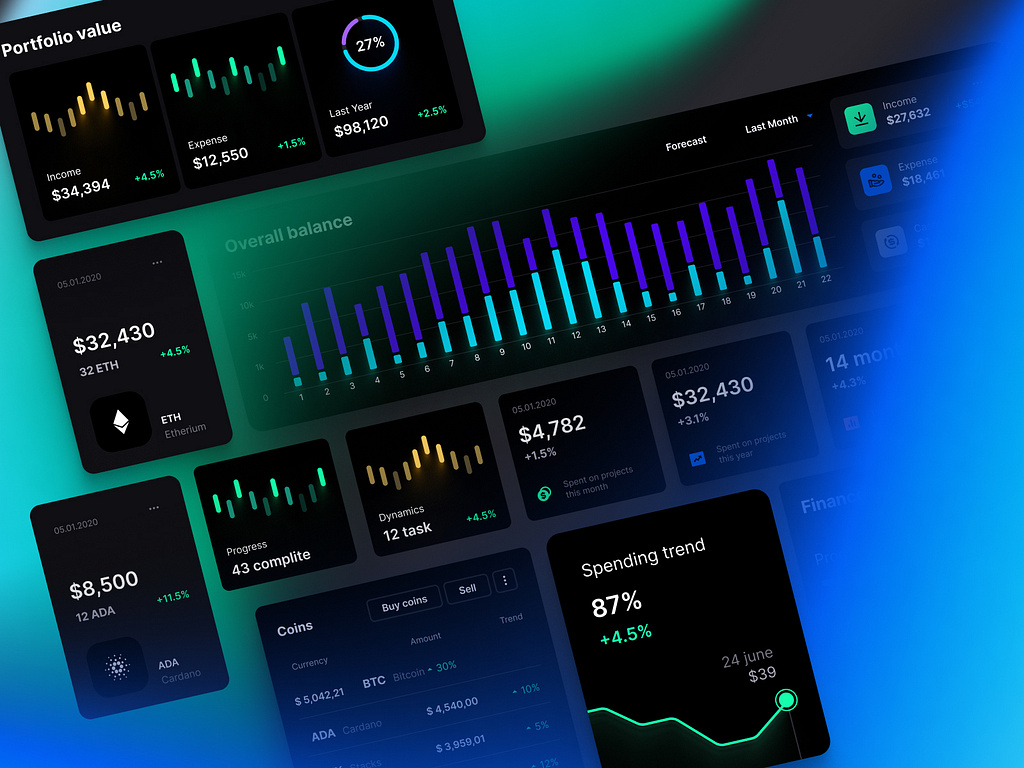 Portfolio value
Income
$34,394
+4.5%
Expense
$12,550
+1.5%
27%
Last Year
$98,120
+2.5%
Overall balance
Forecast
Last Month
15k
10k
5k
1k
0
1 2 3 4 5 6 7 8 9 10 11 12 13 14 15 16 17 18 19 20 21 22
Income
$27,632
Expense
$18,461
05.01.2020
$32,430
32 ETH
+4.5%
ETH
Etherium
05.01.2020
$8,500
12 ADA
+11.5%
ADA
Cardano
Progress
43 complite
Dynamics
12 task
+4.5%
05.01.2020
$4,782
+1.5%
Spent on projects
this month
05.01.2020
$32,430
+3.1%
Spent on projects
this year
05.01.2020
14
+4.3%
Coins
Buy coins
Sell
Currency
Amount
Trend
$ 5,042,21
BTC Bitcoin
30%
ADA Cardano
$ 4,540,00
10%
Stacks
$ 3,959,01
5%
12%
Spending trend
87%
+4.5%
24 june
$39